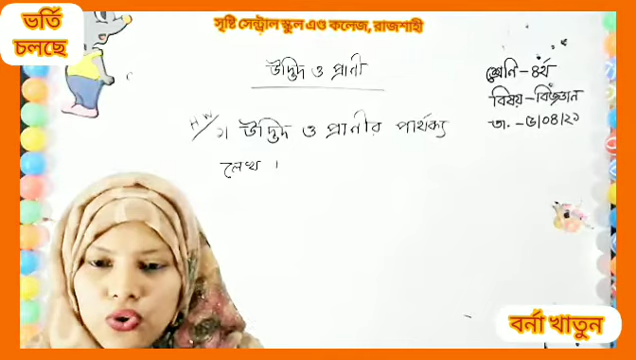 ভর্তি
চলছে
সৃষ্টি সেন্ট্রাল স্কুল এণ্ড কলেজ, রাজশাহী
উদ্ভিদ ও প্রানী
শ্রেনি - ৪র্থ
বিষয় - বিজ্ঞান
তা. - ৬/০৪/২১
H W
১। উদ্ভিদ ও প্রানীর পার্থক্য
লেখ ।
বর্না খাতুন